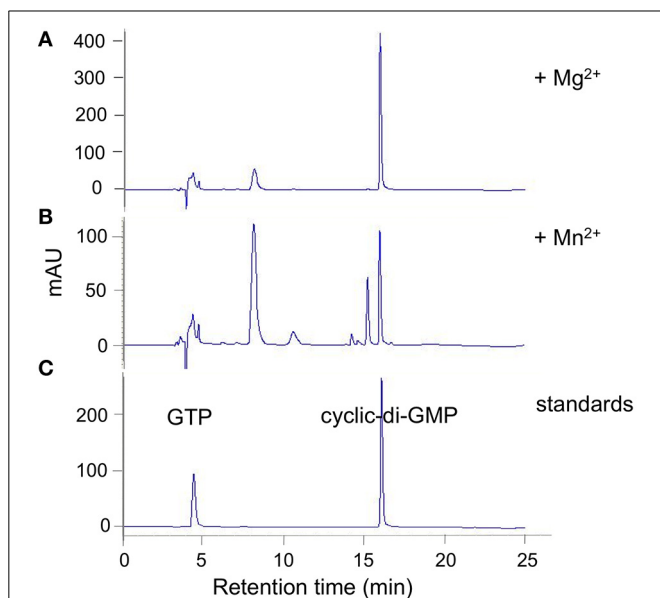 A
400
300
200
100
0
+ Mg²⁺
B
100
50
0
+ Mn²⁺
mAU
C
200
100
0
GTP
cyclic-di-GMP
standards
0 5 10 15 20 25
Retention time (min)